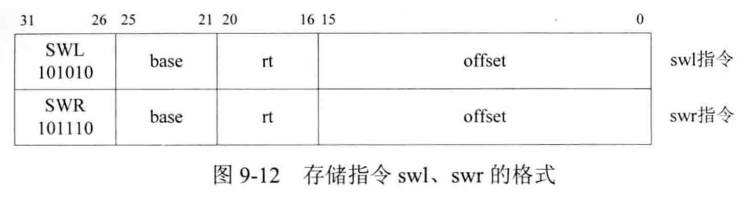 31 26 25 21 20 16 15 0
SWL base rt offset swl指令
101010
SWR base rt offset swr指令
101110
图 9-12 存储指令 swl、swr 的格式